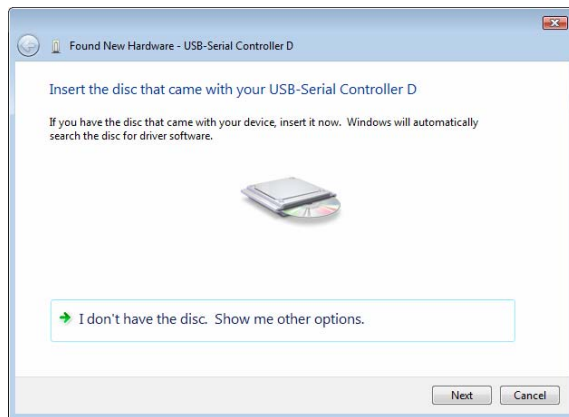 Found New Hardware - USB-Serial Controller D
Insert the disc that came with your USB-Serial Controller D
If you have the disc that came with your device, insert it now. Windows will automatically
search the disc for driver software.
I don't have the disc. Show me other options.
Next Cancel